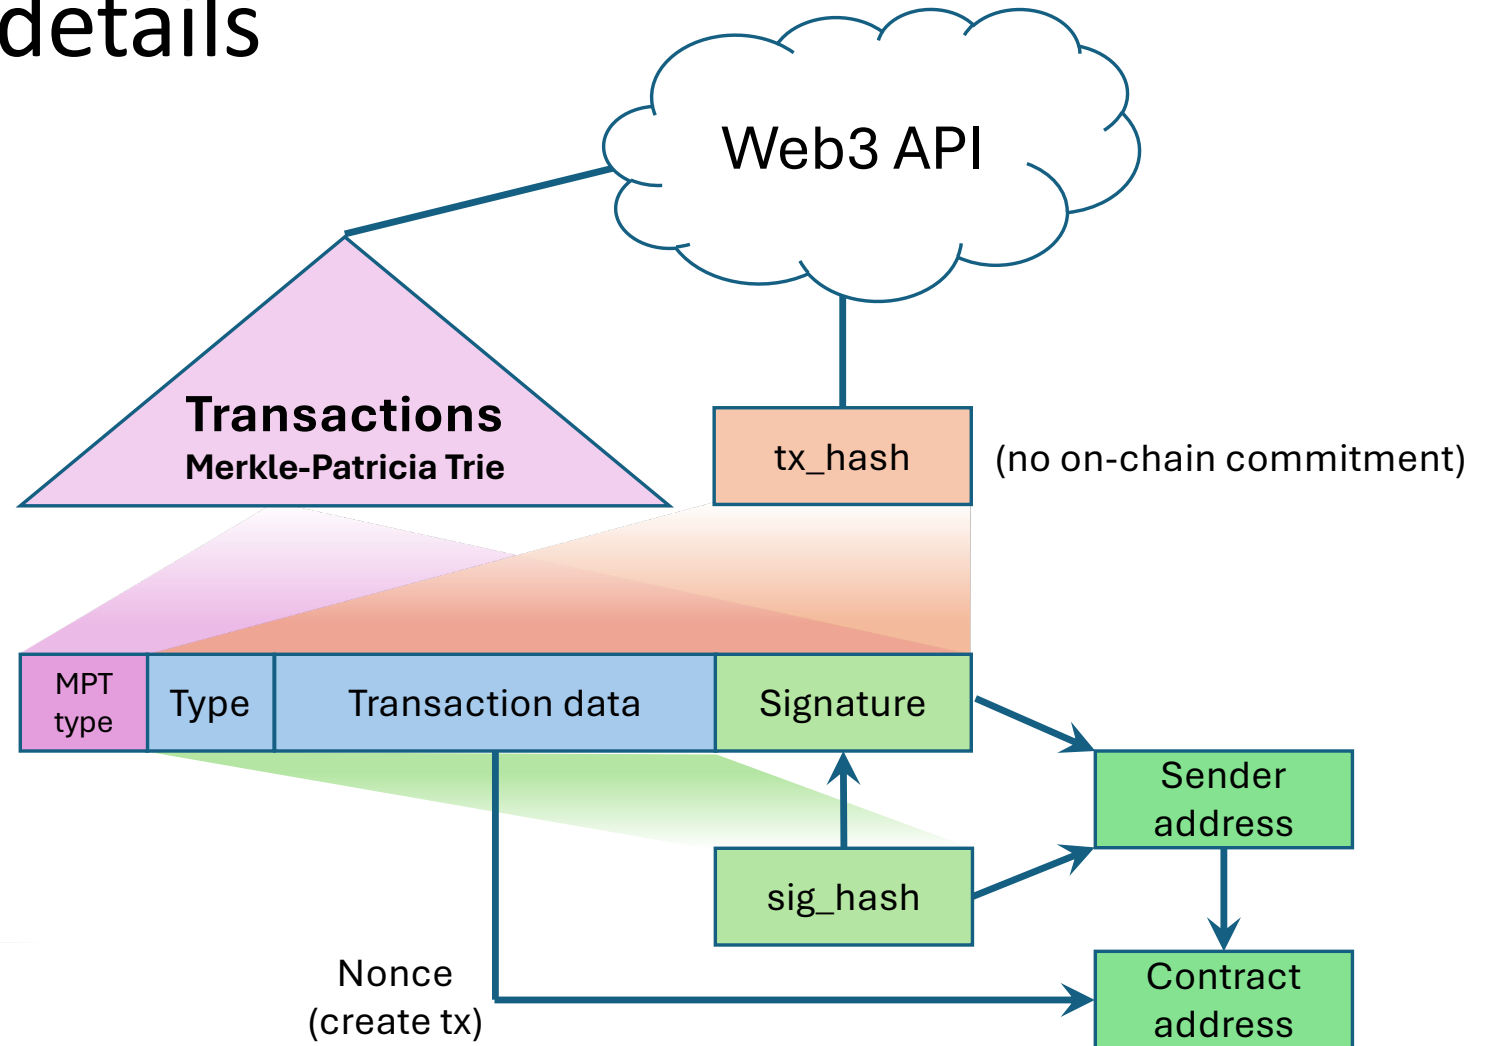 details
Web3 API
Transactions
Merkle-Patricia Trie
tx_hash
(no on-chain commitment)
MPT
type
Type
Transaction data
Signature
Sender
address
sig_hash
Nonce
(create tx)
Contract
address